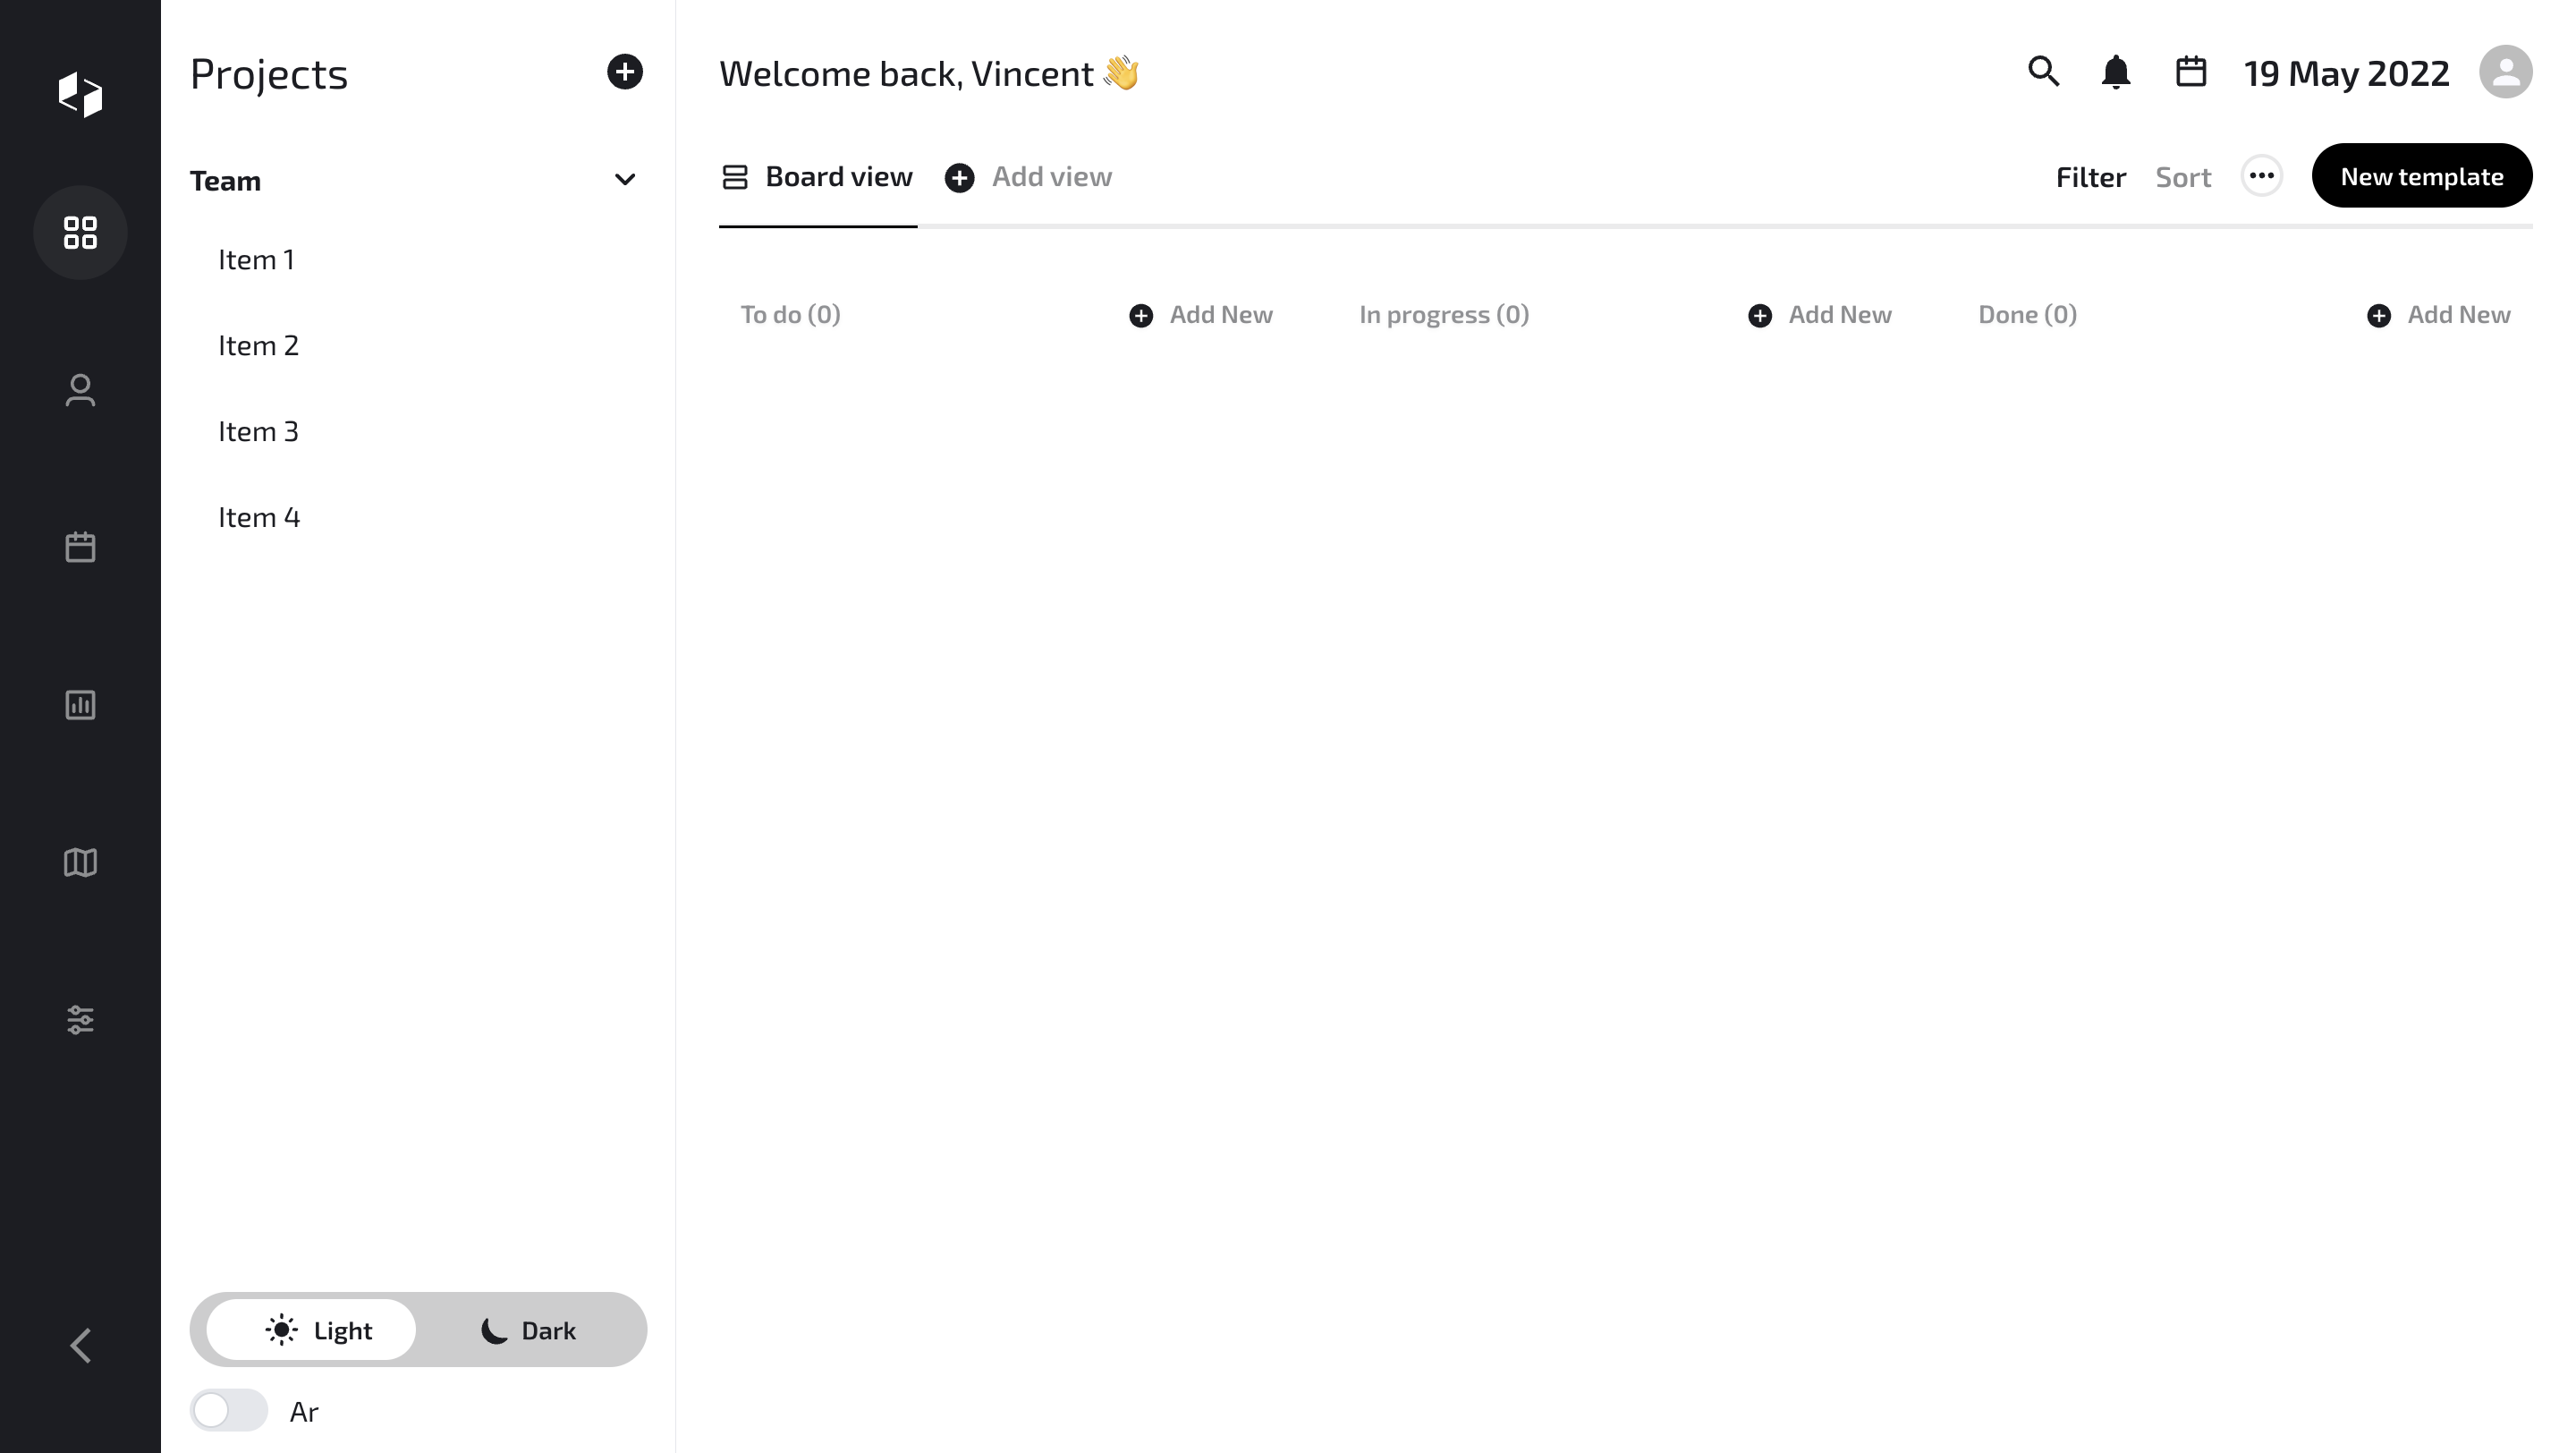 Projects
Team
Item 1
Item 2
Item 3
Item 4
Light
Dark
Ar
Welcome back, Vincent 👋
19 May 2022
Board view
Add view
Filter
Sort
New template
To do (0)
Add New
In progress (0)
Add New
Done (0)
Add New